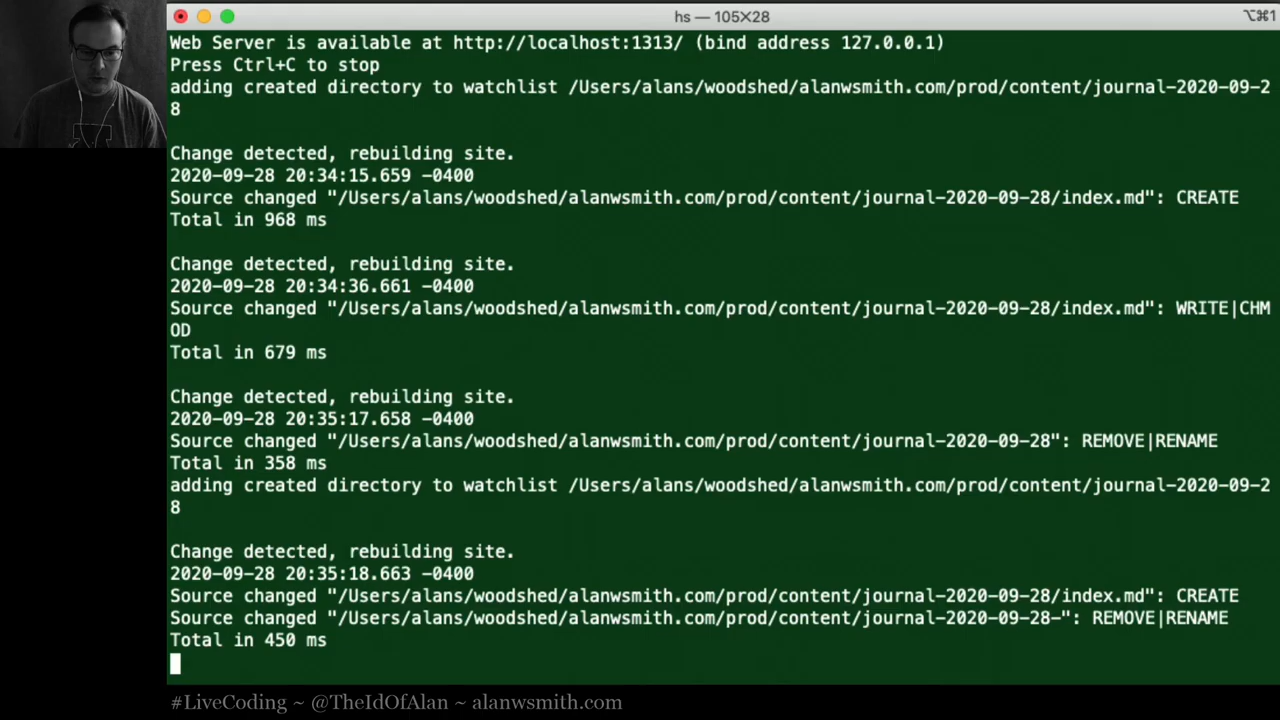 hs — 105×28
⌥⌘1
Web Server is available at http://localhost:1313/ (bind address 127.0.0.1)
Press Ctrl+C to stop
adding created directory to watchlist /Users/alans/woodshed/alanwsmith.com/prod/content/journal-2020-09-2
8
Change detected, rebuilding site.
2020-09-28 20:34:15.659 -0400
Source changed "/Users/alans/woodshed/alanwsmith.com/prod/content/journal-2020-09-28/index.md": CREATE
Total in 968 ms
Change detected, rebuilding site.
2020-09-28 20:34:36.661 -0400
Source changed "/Users/alans/woodshed/alanwsmith.com/prod/content/journal-2020-09-28/index.md": WRITE|CHM
OD
Total in 679 ms
Change detected, rebuilding site.
2020-09-28 20:35:17.658 -0400
Source changed "/Users/alans/woodshed/alanwsmith.com/prod/content/journal-2020-09-28": REMOVE|RENAME
Total in 358 ms
adding created directory to watchlist /Users/alans/woodshed/alanwsmith.com/prod/content/journal-2020-09-2
8
Change detected, rebuilding site.
2020-09-28 20:35:18.663 -0400
Source changed "/Users/alans/woodshed/alanwsmith.com/prod/content/journal-2020-09-28/index.md": CREATE
Source changed "/Users/alans/woodshed/alanwsmith.com/prod/content/journal-2020-09-28-": REMOVE|RENAME
Total in 450 ms
#LiveCoding ~ @TheIdOfAlan ~ alanwsmith.com